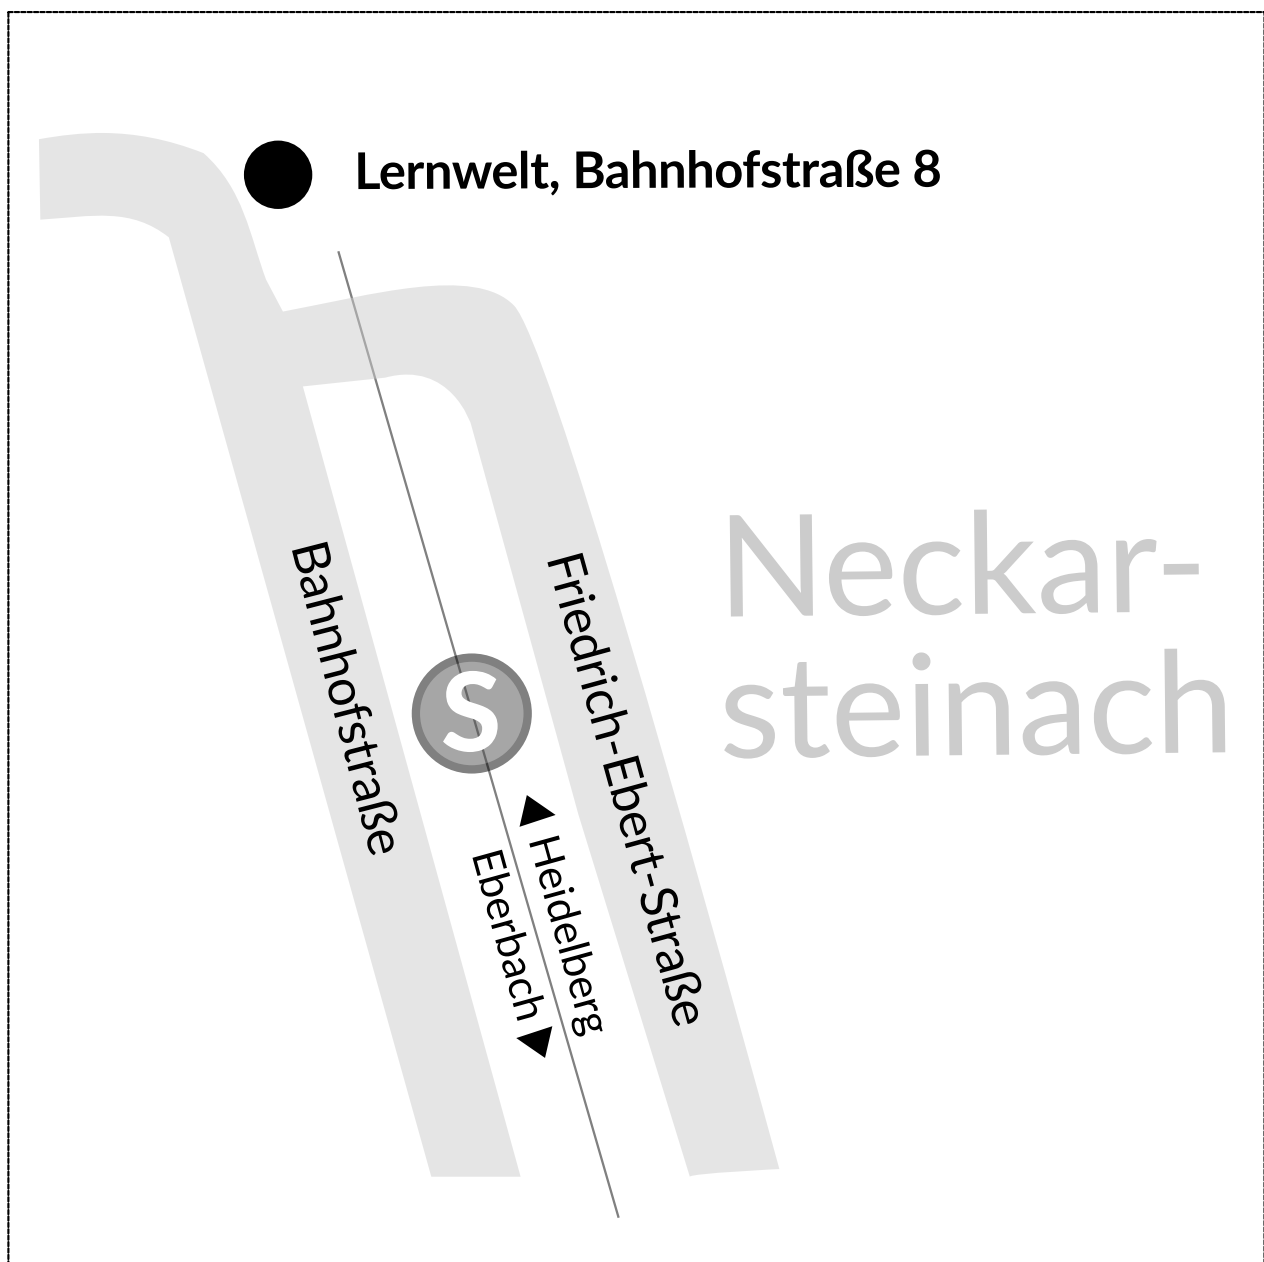 Lernwelt, Bahnhofstraße 8
Neckar-
steinach
Bahnhofstraße
Friedrich-Ebert-Straße
S
Heidelberg
Eberbach